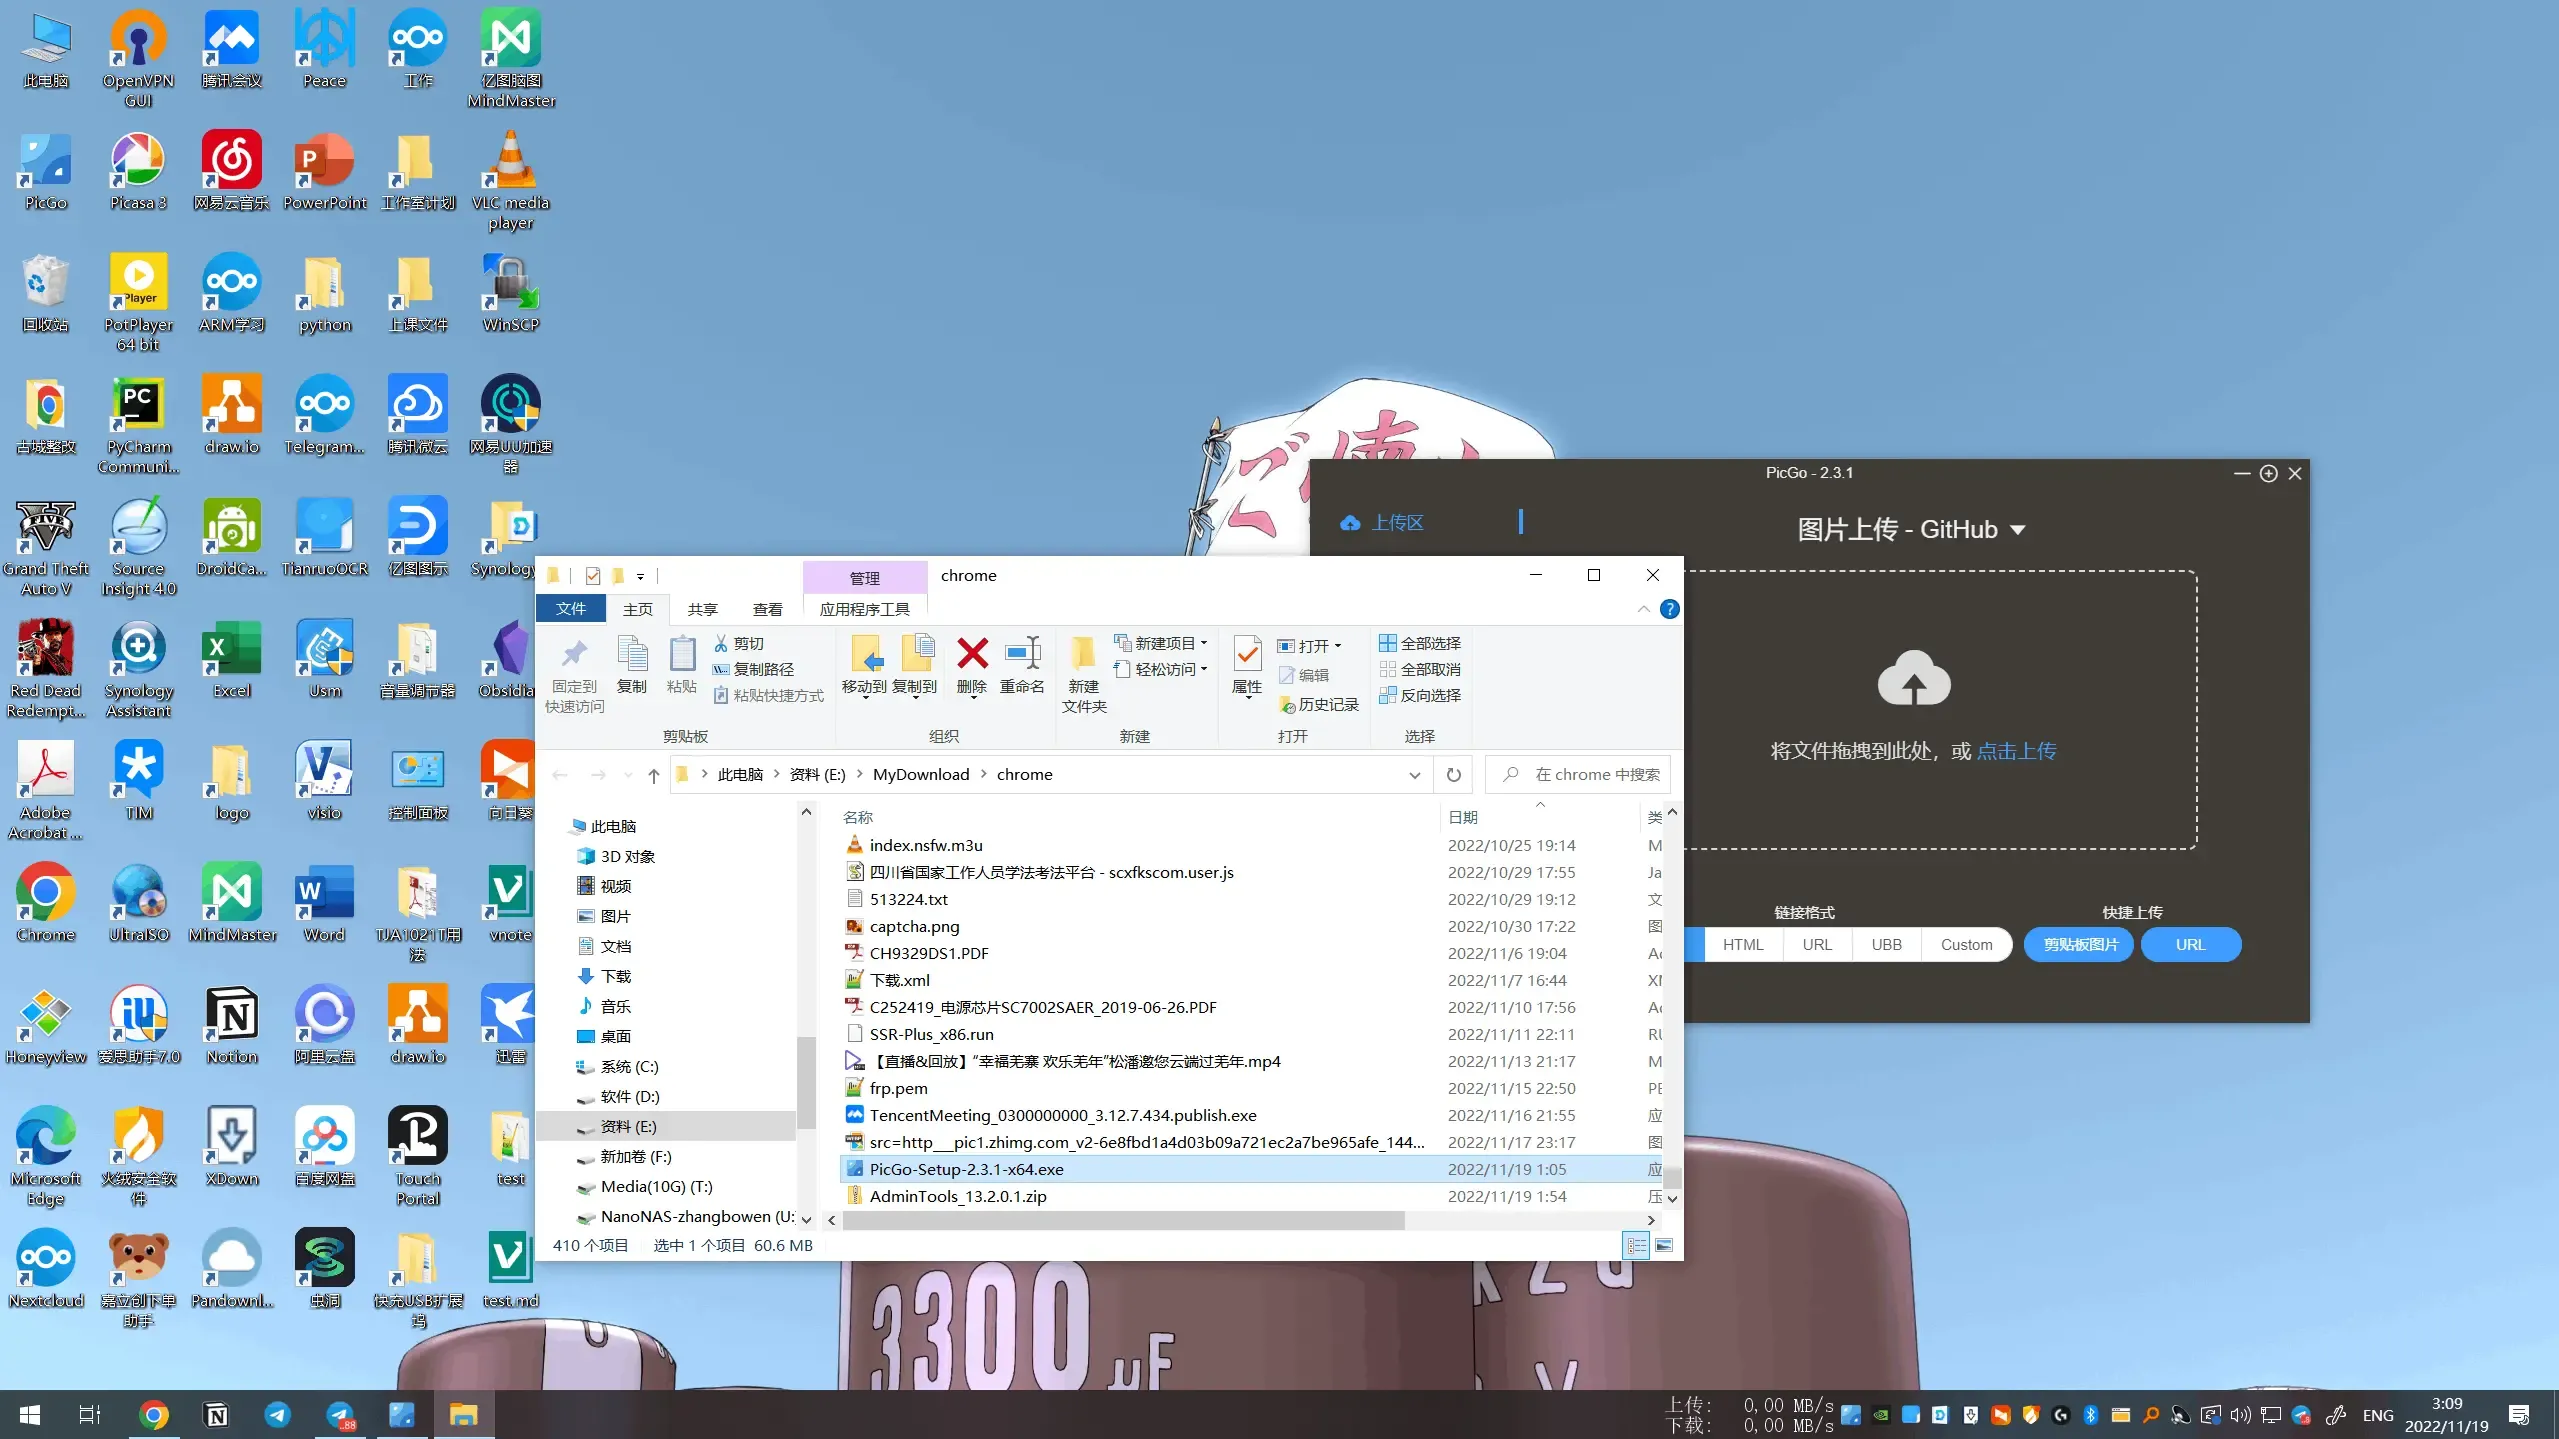 此电脑
OpenVPN GUI
腾讯会议
Peace
工作
亿图脑图 MindMaster
PicGo
Picasa 3
网易云音乐
PowerPoint
工作室计划
VLC media player
回收站
PotPlayer 64 bit
ARM学习
python
上课文件
WinSCP
古城整改
PyCharm Communi...
draw.io
Telegram...
腾讯微云
网易UU加速器
Grand Theft Auto V
Source Insight 4.0
DroidCa...
TianruoOCR
亿图图示
Synology
Red Dead Redempt...
Synology Assistant
Excel
Usm
音量调节器
Obsidia
Adobe Acrobat ...
TIM
logo
visio
控制面板
向日葵
Chrome
UltraISO
MindMaster
Word
TJA1021T用法
vnote
Honeyview
爱思助手7.0
Notion
阿里云盘
draw.io
迅雷
Microsoft Edge
火绒安全软件
XDown
百度网盘
Touch Portal
test
Nextcloud
嘉立创下单助手
Pandownl...
虫洞
快充USB扩展坞
test.md
PicGo - 2.3.1
上传区
图片上传 - GitHub
将文件拖拽到此处，或 点击上传
链接格式
快捷上传
HTML
URL
UBB
Custom
剪贴板图片
URL
管理
chrome
文件
主页
共享
查看
应用程序工具
固定到快速访问
复制
粘贴
剪切
复制路径
粘贴快捷方式
移动到
复制到
删除
重命名
新建文件夹
新建项目
轻松访问
属性
打开
编辑
历史记录
全部选择
全部取消
反向选择
剪贴板
组织
新建
打开
选择
此电脑 › 资料 (E:) › MyDownload › chrome
在 chrome 中搜索
此电脑
3D 对象
视频
图片
文档
下载
音乐
桌面
系统 (C:)
软件 (D:)
资料 (E:)
新加卷 (F:)
Media(10G) (T:)
NanoNAS-zhangbowen (U:
名称 日期 类
index.nsfw.m3u 2022/10/25 19:14 M
四川省国家工作人员学法考法平台 - scxfkscom.user.js 2022/10/29 17:55 Ja
513224.txt 2022/10/29 19:12 文
captcha.png 2022/10/30 17:22 图
CH9329DS1.PDF 2022/11/6 19:04 Ac
下载.xml 2022/11/7 16:44 XI
C252419_电源芯片SC7002SAER_2019-06-26.PDF 2022/11/10 17:56 Ac
SSR-Plus_x86.run 2022/11/11 22:11 RU
【直播&回放】“幸福羌寨 欢乐羌年”松潘邀您云端过羌年.mp4 2022/11/13 21:17 M
frp.pem 2022/11/15 22:50 PE
TencentMeeting_0300000000_3.12.7.434.publish.exe 2022/11/16 21:55 应
src=http___pic1.zhimg.com_v2-6e8fbd1a4d03b09a721ec2a7be965afe_144... 2022/11/17 23:17 图
PicGo-Setup-2.3.1-x64.exe 2022/11/19 1:05 应
AdminTools_13.2.0.1.zip 2022/11/19 1:54 压
410 个项目 选中 1 个项目 60.6 MB
3300
µF
上传: 0,00 MB/s
下载: 0,00 MB/s
ENG
3:09
2022/11/19